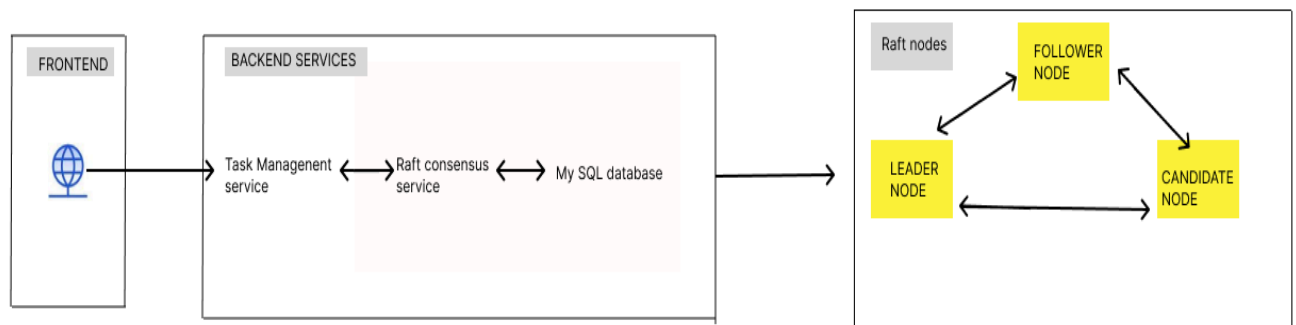 FRONTEND
BACKEND SERVICES
Task Managenent
service
Raft consensus
service
My SQL database
Raft nodes
FOLLOWER
NODE
LEADER
NODE
CANDIDATE
NODE